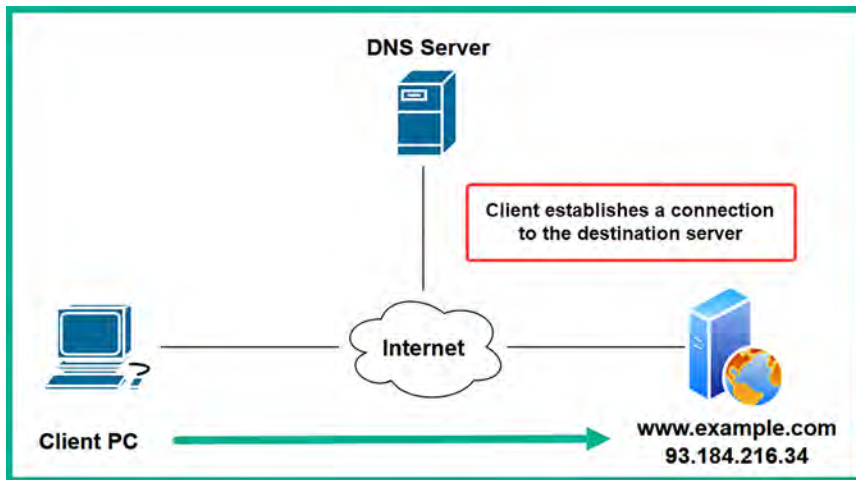 DNS Server
Client establishes a connection
to the destination server
Internet
Client PC
www.example.com
93.184.216.34